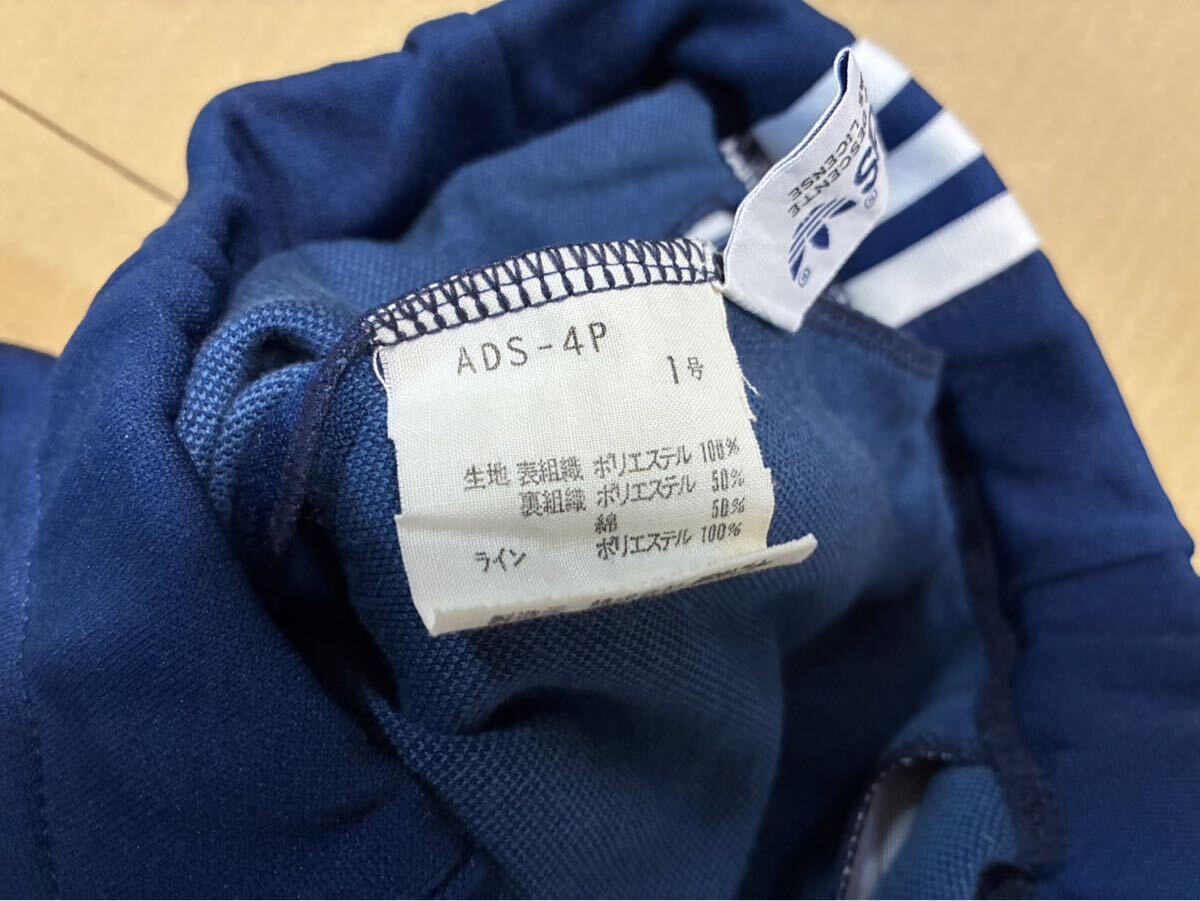 ADS-4P
1号
生地 表組織 ポリエステル 100%
裏組織 ポリエステル 50%
綿 50%
ライン ポリエステル 100%
DESCENTE
LICENSE
®
®